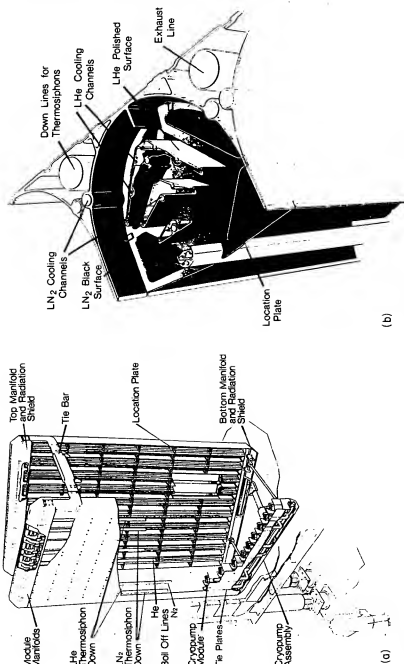 Top Manifold
and Radiation
Shield
Tie Bar
Location Plate
Bottom Manifold
and Radiation
Shield
Module
Manifolds
He
Thermosiphon
Down
LN₂
Thermosiphon
Down
Boil Off Lines
He
N₂
Cryopump
Module
Tie Plates
Cryopump
Assembly
(a)
Down Lines for
Thermosiphons
LHe Cooling
Channels
LHe Polished
Surface
Exhaust
Line
LN₂ Cooling
Channels
LN₂ Black
Surface
Location
Plate
(b)